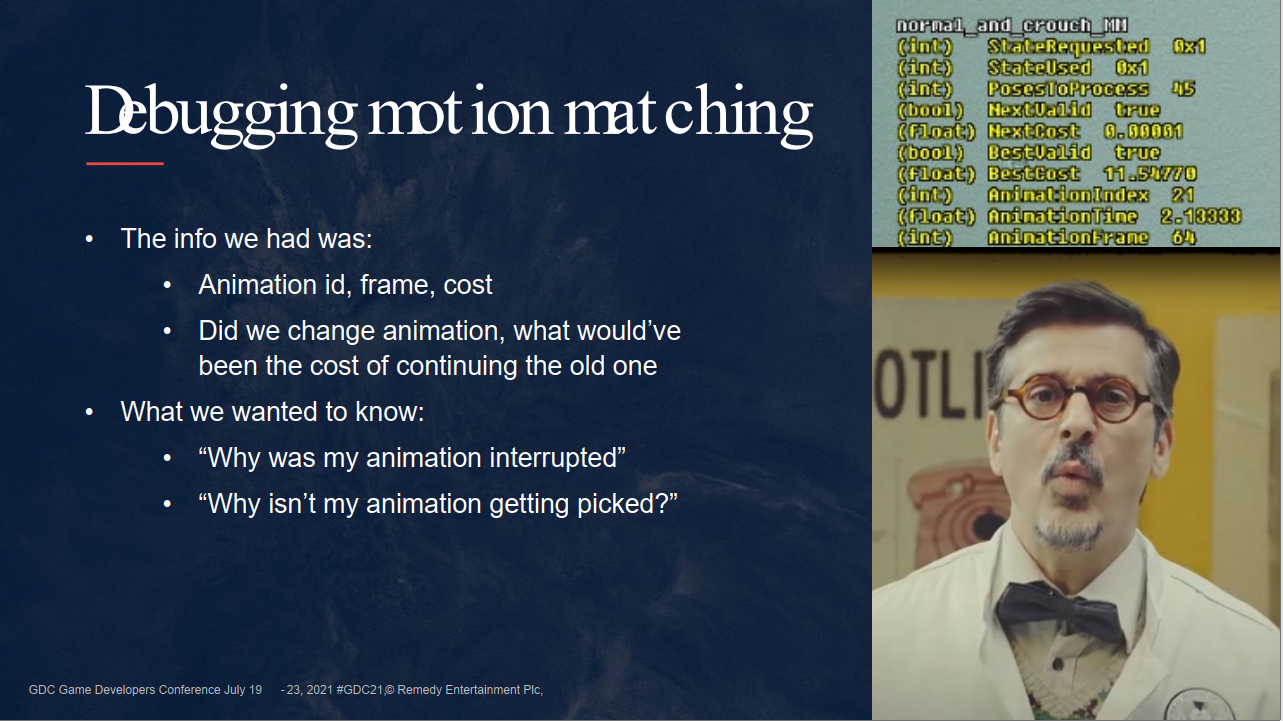 Debugging motion matching
• The info we had was:
• Animation id, frame, cost
• Did we change animation, what would’ve
been the cost of continuing the old one
• What we wanted to know:
• “Why was my animation interrupted”
• “Why isn’t my animation getting picked?”
GDC Game Developers Conference July 19 -23, 2021 #GDC21,© Remedy Entertainment Plc,
normal_and_crouch_MM
(int) StateRequested 0x1
(int) StateUsed 0x1
(int) PosesToProcess 45
(bool) NextValid true
(float) NextCost 0.00001
(bool) BestValid true
(float) BestCost 11.54770
(int) AnimationIndex 21
(float) AnimationTime 2.13333
(int) AnimationFrame 64
OTLI